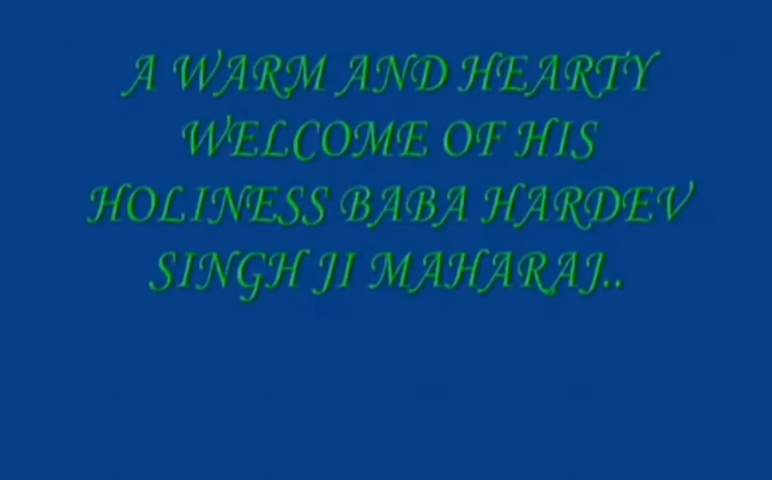 A WARM AND HEARTY
WELCOME OF HIS
HOLINESS BABA HARDEV
SINGH JI MAHARAJ..